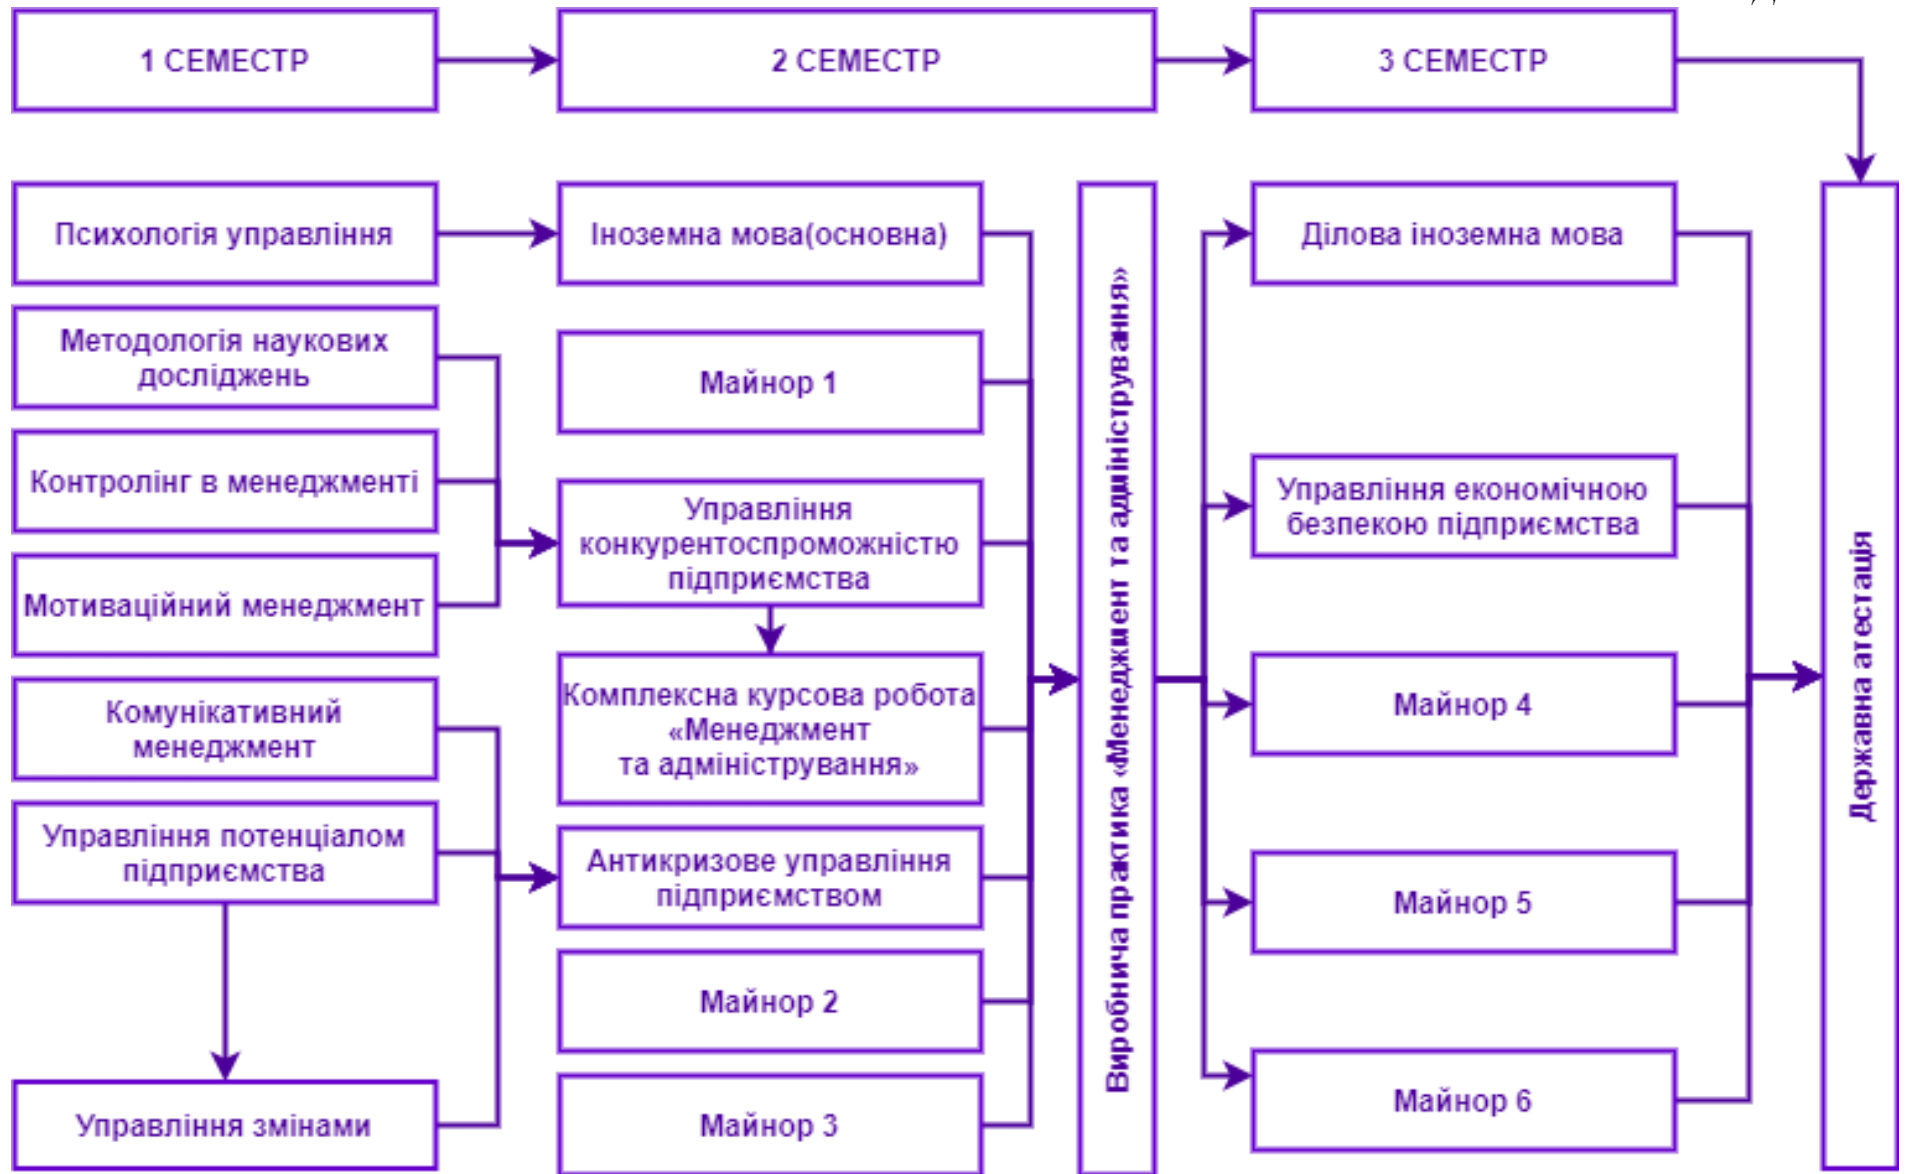 1 СЕМЕСТР
2 СЕМЕСТР
3 СЕМЕСТР
Психологія управління
Методологія наукових
досліджень
Контролінг в менеджменті
Мотиваційний менеджмент
Комунікативний
менеджмент
Управління потенціалом
підприємства
Управління змінами
Іноземна мова(основна)
Майнор 1
Управління
конкурентоспроможністю
підприємства
Комплексна курсова робота
«Менеджмент
та адміністрування»
Антикризове управління
підприємством
Майнор 2
Майнор 3
Виробнича практика «Менеджмент та адміністрування»
Ділова іноземна мова
Управління економічною
безпекою підприємства
Майнор 4
Майнор 5
Майнор 6
Державна атестація